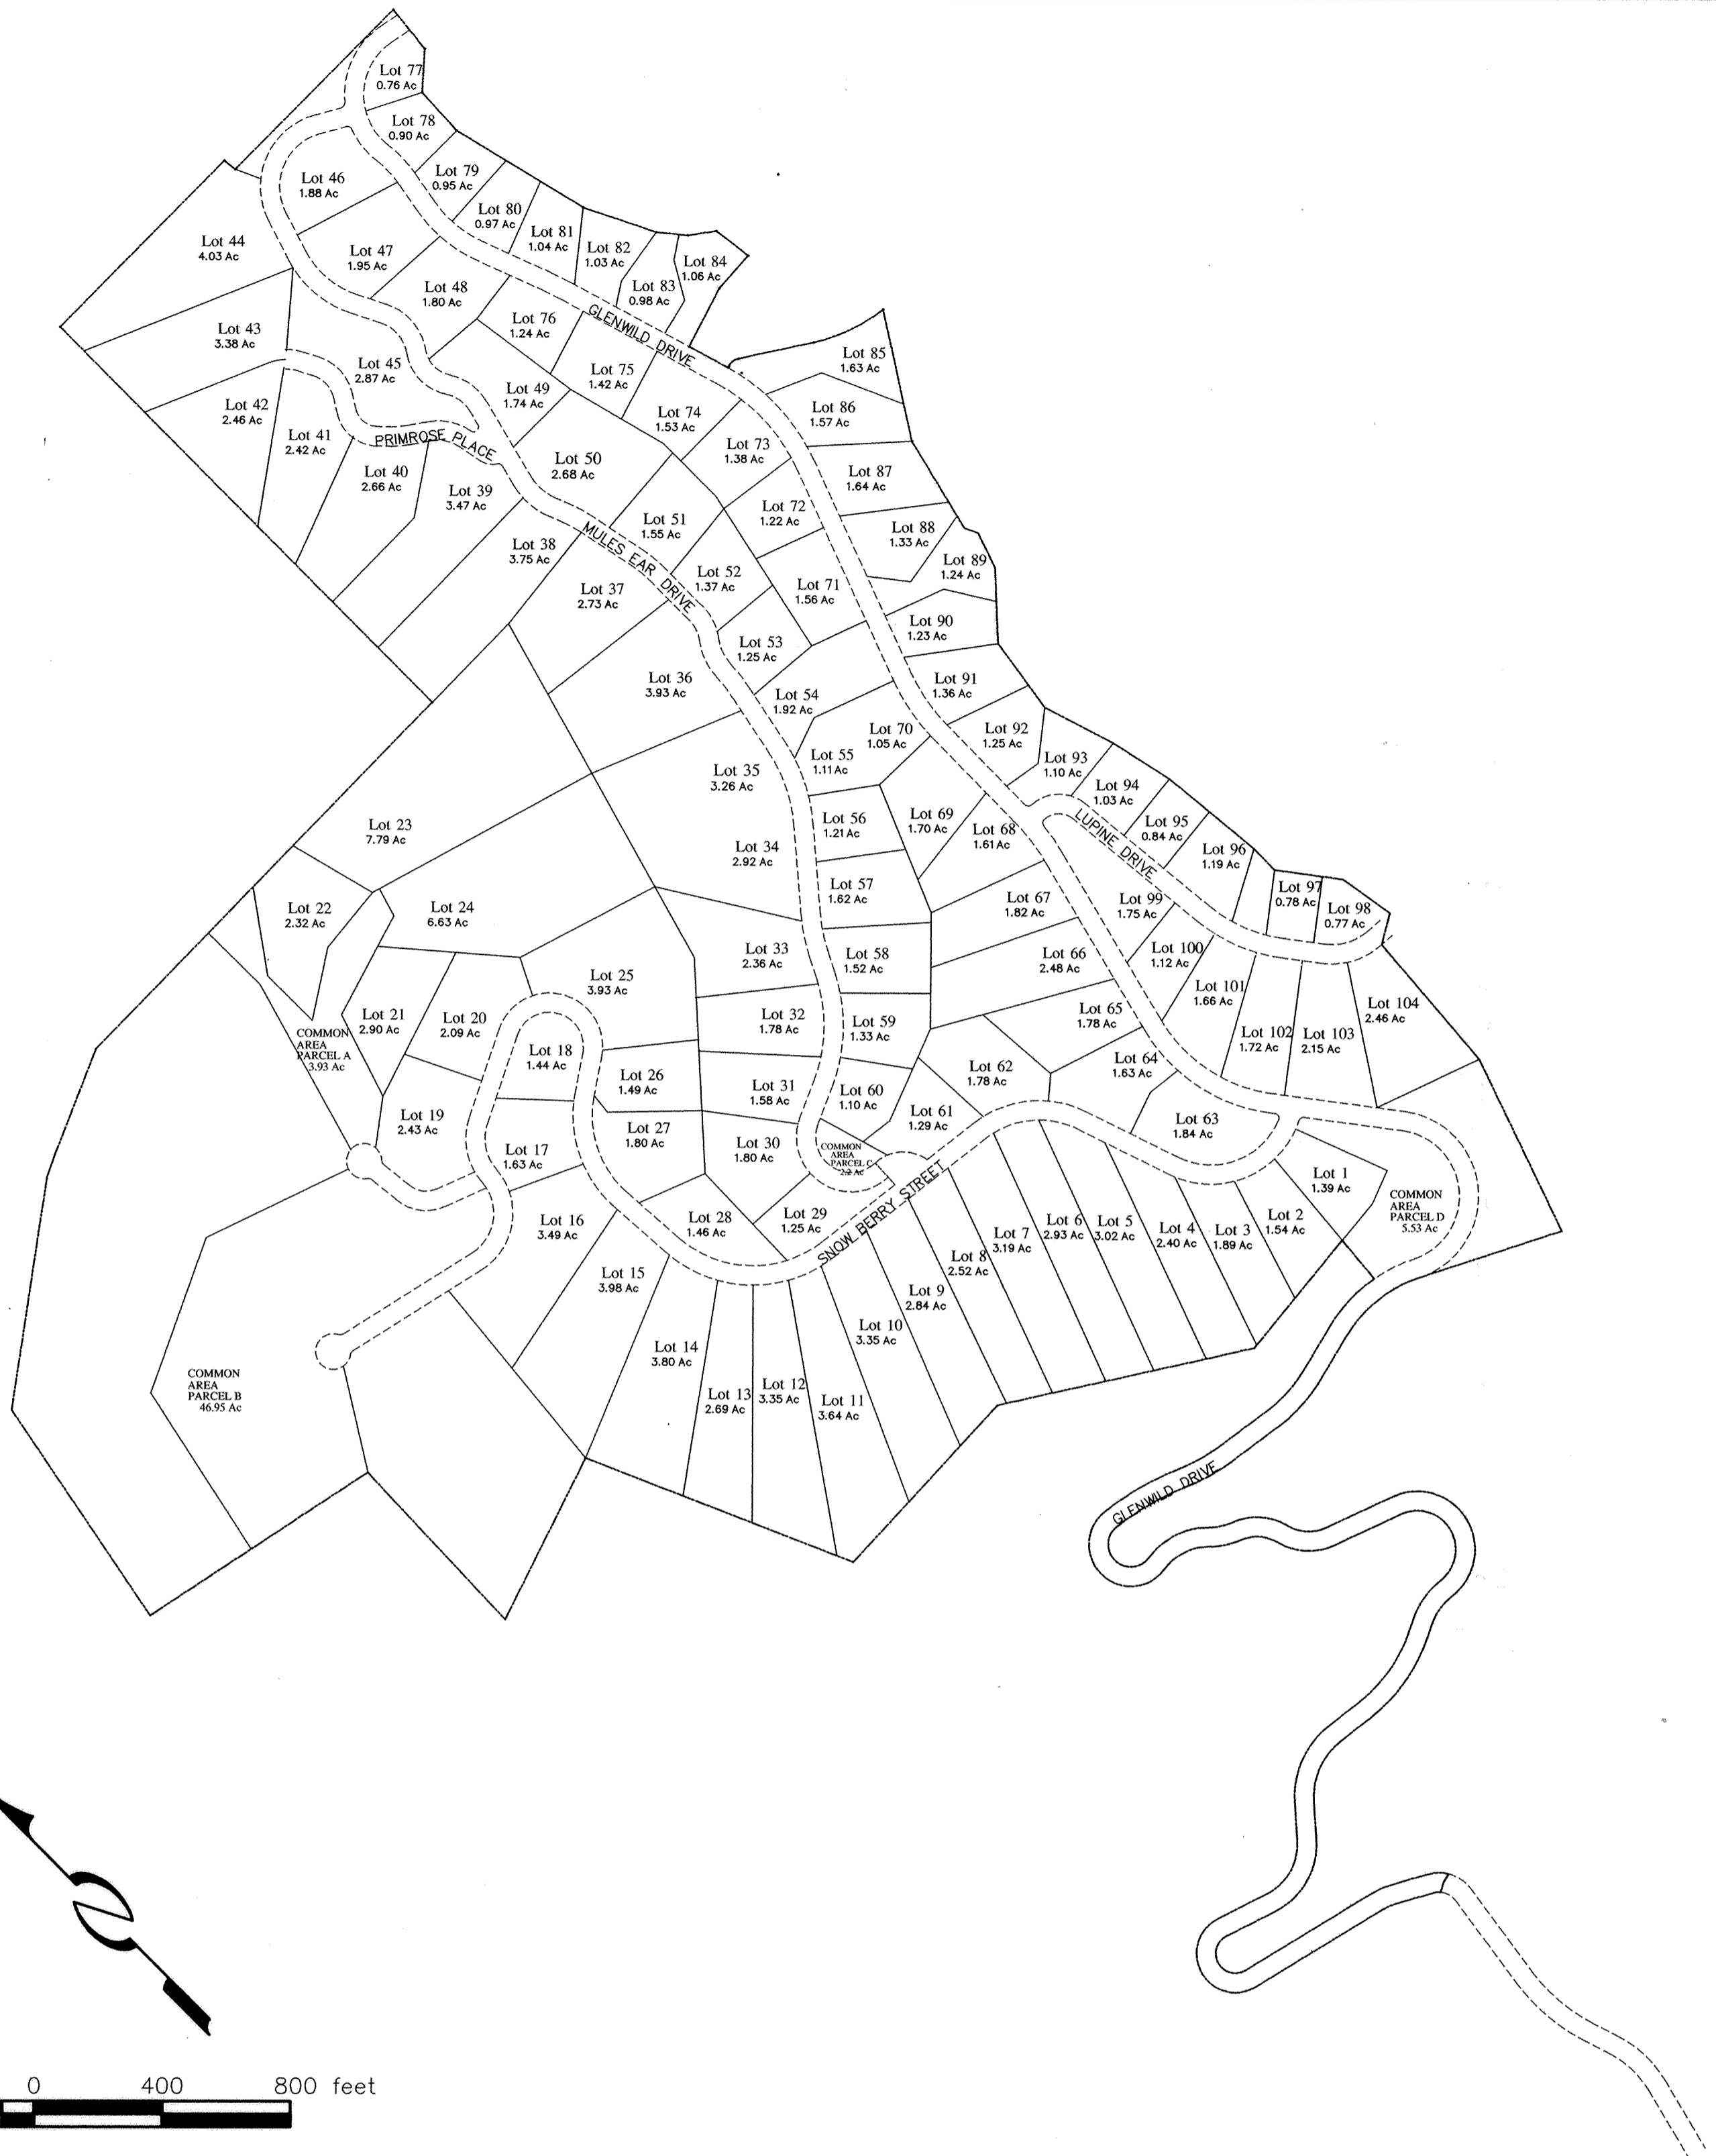 Lot 77
0.76 Ac
Lot 78
0.90 Ac
Lot 79
0.95 Ac
Lot 46
1.88 Ac
Lot 80
0.97 Ac
Lot 81
1.04 Ac
Lot 82
1.03 Ac
Lot 84
1.06 Ac
Lot 83
0.98 Ac
Lot 44
4.03 Ac
Lot 47
1.95 Ac
Lot 48
1.80 Ac
GLENWILD DRIVE
Lot 76
1.24 Ac
Lot 43
3.38 Ac
Lot 45
2.87 Ac
Lot 75
1.42 Ac
Lot 85
1.63 Ac
Lot 49
1.74 Ac
Lot 42
2.46 Ac
Lot 74
1.53 Ac
Lot 86
1.57 Ac
Lot 41
2.42 Ac
PRIMROSE PLACE
Lot 73
1.38 Ac
Lot 40
2.66 Ac
Lot 50
2.68 Ac
Lot 87
1.64 Ac
Lot 39
3.47 Ac
Lot 72
1.22 Ac
Lot 51
1.55 Ac
Lot 88
1.33 Ac
MULES EAR DRIVE
Lot 38
3.75 Ac
Lot 89
1.24 Ac
Lot 52
1.37 Ac
Lot 37
2.73 Ac
Lot 71
1.56 Ac
Lot 90
1.23 Ac
Lot 53
1.25 Ac
Lot 36
3.93 Ac
Lot 91
1.36 Ac
Lot 54
1.92 Ac
Lot 70
1.05 Ac
Lot 92
1.25 Ac
Lot 55
1.11 Ac
Lot 93
1.10 Ac
Lot 35
3.26 Ac
Lot 94
1.03 Ac
Lot 23
7.79 Ac
Lot 56
1.21 Ac
Lot 69
1.70 Ac
Lot 68
1.61 Ac
LUPINE DRIVE
Lot 95
0.84 Ac
Lot 34
2.92 Ac
Lot 96
1.19 Ac
Lot 57
1.62 Ac
Lot 67
1.82 Ac
Lot 99
1.75 Ac
Lot 97
0.78 Ac
Lot 98
0.77 Ac
Lot 22
2.32 Ac
Lot 24
6.63 Ac
Lot 33
2.36 Ac
Lot 58
1.52 Ac
Lot 66
2.48 Ac
Lot 100
1.12 Ac
Lot 25
3.93 Ac
Lot 101
1.66 Ac
Lot 104
2.46 Ac
Lot 21
2.90 Ac
Lot 20
2.09 Ac
Lot 32
1.78 Ac
Lot 59
1.33 Ac
Lot 65
1.78 Ac
Lot 102
1.72 Ac
Lot 103
2.15 Ac
COMMON
AREA
PARCEL A
3.93 Ac
Lot 18
1.44 Ac
Lot 26
1.49 Ac
Lot 31
1.58 Ac
Lot 60
1.10 Ac
Lot 62
1.78 Ac
Lot 64
1.63 Ac
Lot 19
2.43 Ac
Lot 61
1.29 Ac
Lot 63
1.84 Ac
Lot 27
1.80 Ac
Lot 30
1.80 Ac
COMMON
AREA
PARCEL C
2.2 Ac
Lot 17
1.63 Ac
Lot 1
1.39 Ac
COMMON
AREA
PARCEL D
5.53 Ac
Lot 16
3.49 Ac
Lot 28
1.46 Ac
Lot 29
1.25 Ac
SNOW BERRY STREET
Lot 7
3.19 Ac
Lot 6
2.93 Ac
Lot 5
3.02 Ac
Lot 4
2.40 Ac
Lot 3
1.89 Ac
Lot 2
1.54 Ac
Lot 8
2.52 Ac
Lot 15
3.98 Ac
Lot 9
2.84 Ac
Lot 10
3.35 Ac
Lot 14
3.80 Ac
Lot 13
2.69 Ac
Lot 12
3.35 Ac
Lot 11
3.64 Ac
COMMON
AREA
PARCEL B
46.95 Ac
GLENWILD DRIVE
0 400 800 feet